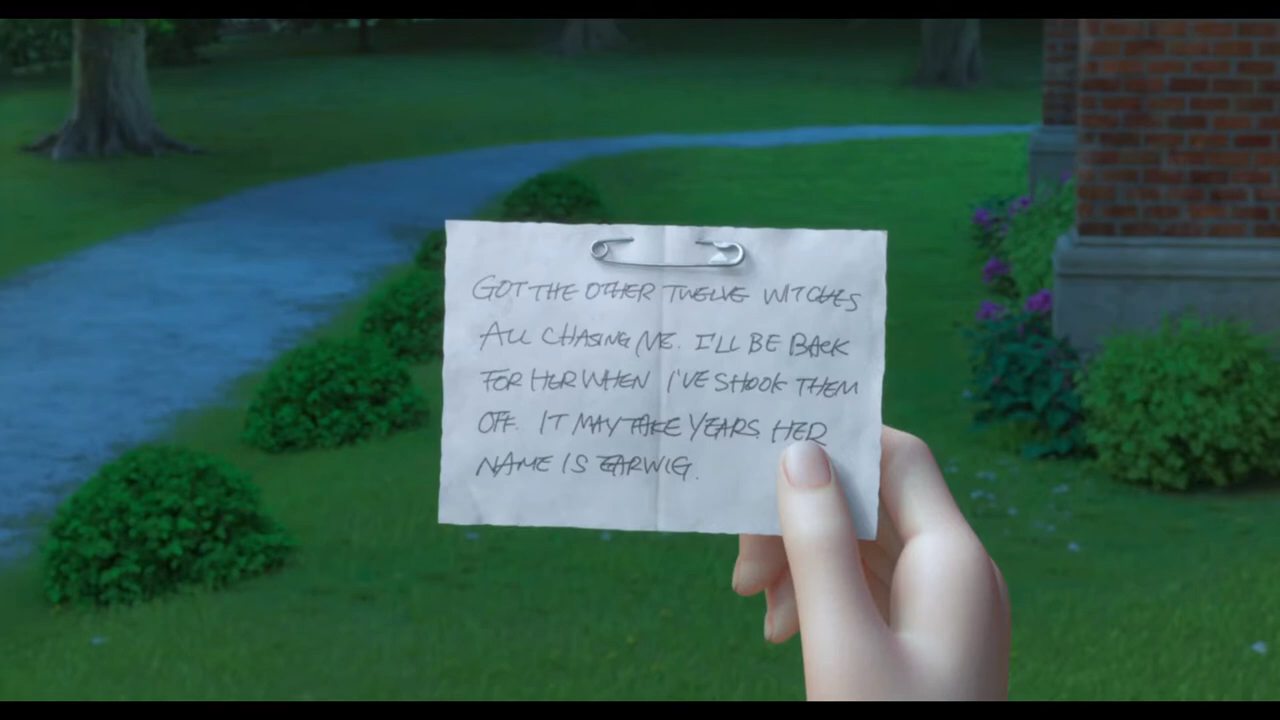 GOT THE OTHER TWELVE WITCHES
ALL CHASING ME. I'LL BE BACK
FOR HER WHEN I'VE SHOOK THEM
OFF. IT MAY TAKE YEARS. HER
NAME IS EARWIG.